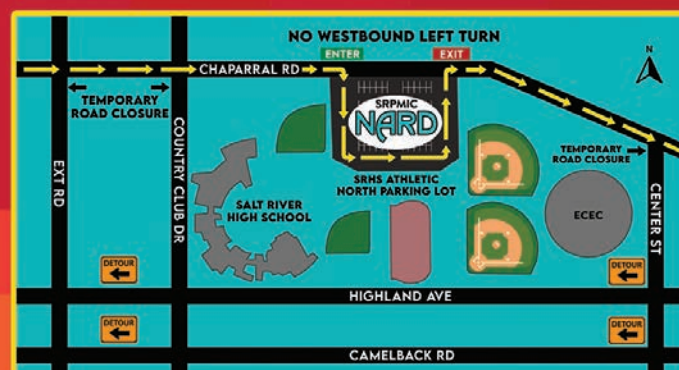 NO WESTBOUND LEFT TURN
ENTER
EXIT
N
CHAPARRAL RD
TEMPORARY
ROAD CLOSURE
SRPMIC
NARD
SRHS ATHLETIC
NORTH PARKING LOT
TEMPORARY
ROAD CLOSURE
EXT RD
COUNTRY CLUB DR
SALT RIVER
HIGH SCHOOL
ECEC
CENTER ST
DETOUR
DETOUR
HIGHLAND AVE
DETOUR
DETOUR
CAMELBACK RD